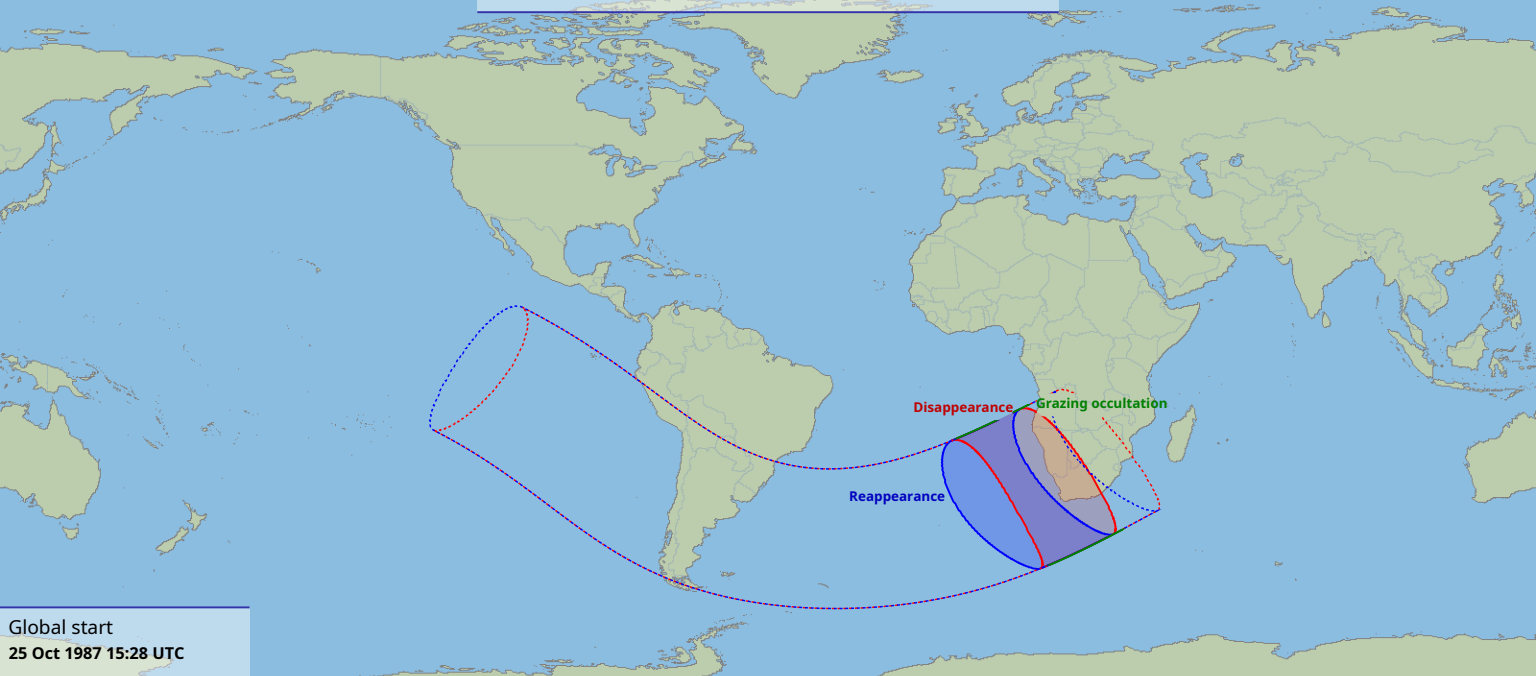 Disappearance
Grazing occultation
Reappearance
Global start
25 Oct 1987 15:28 UTC